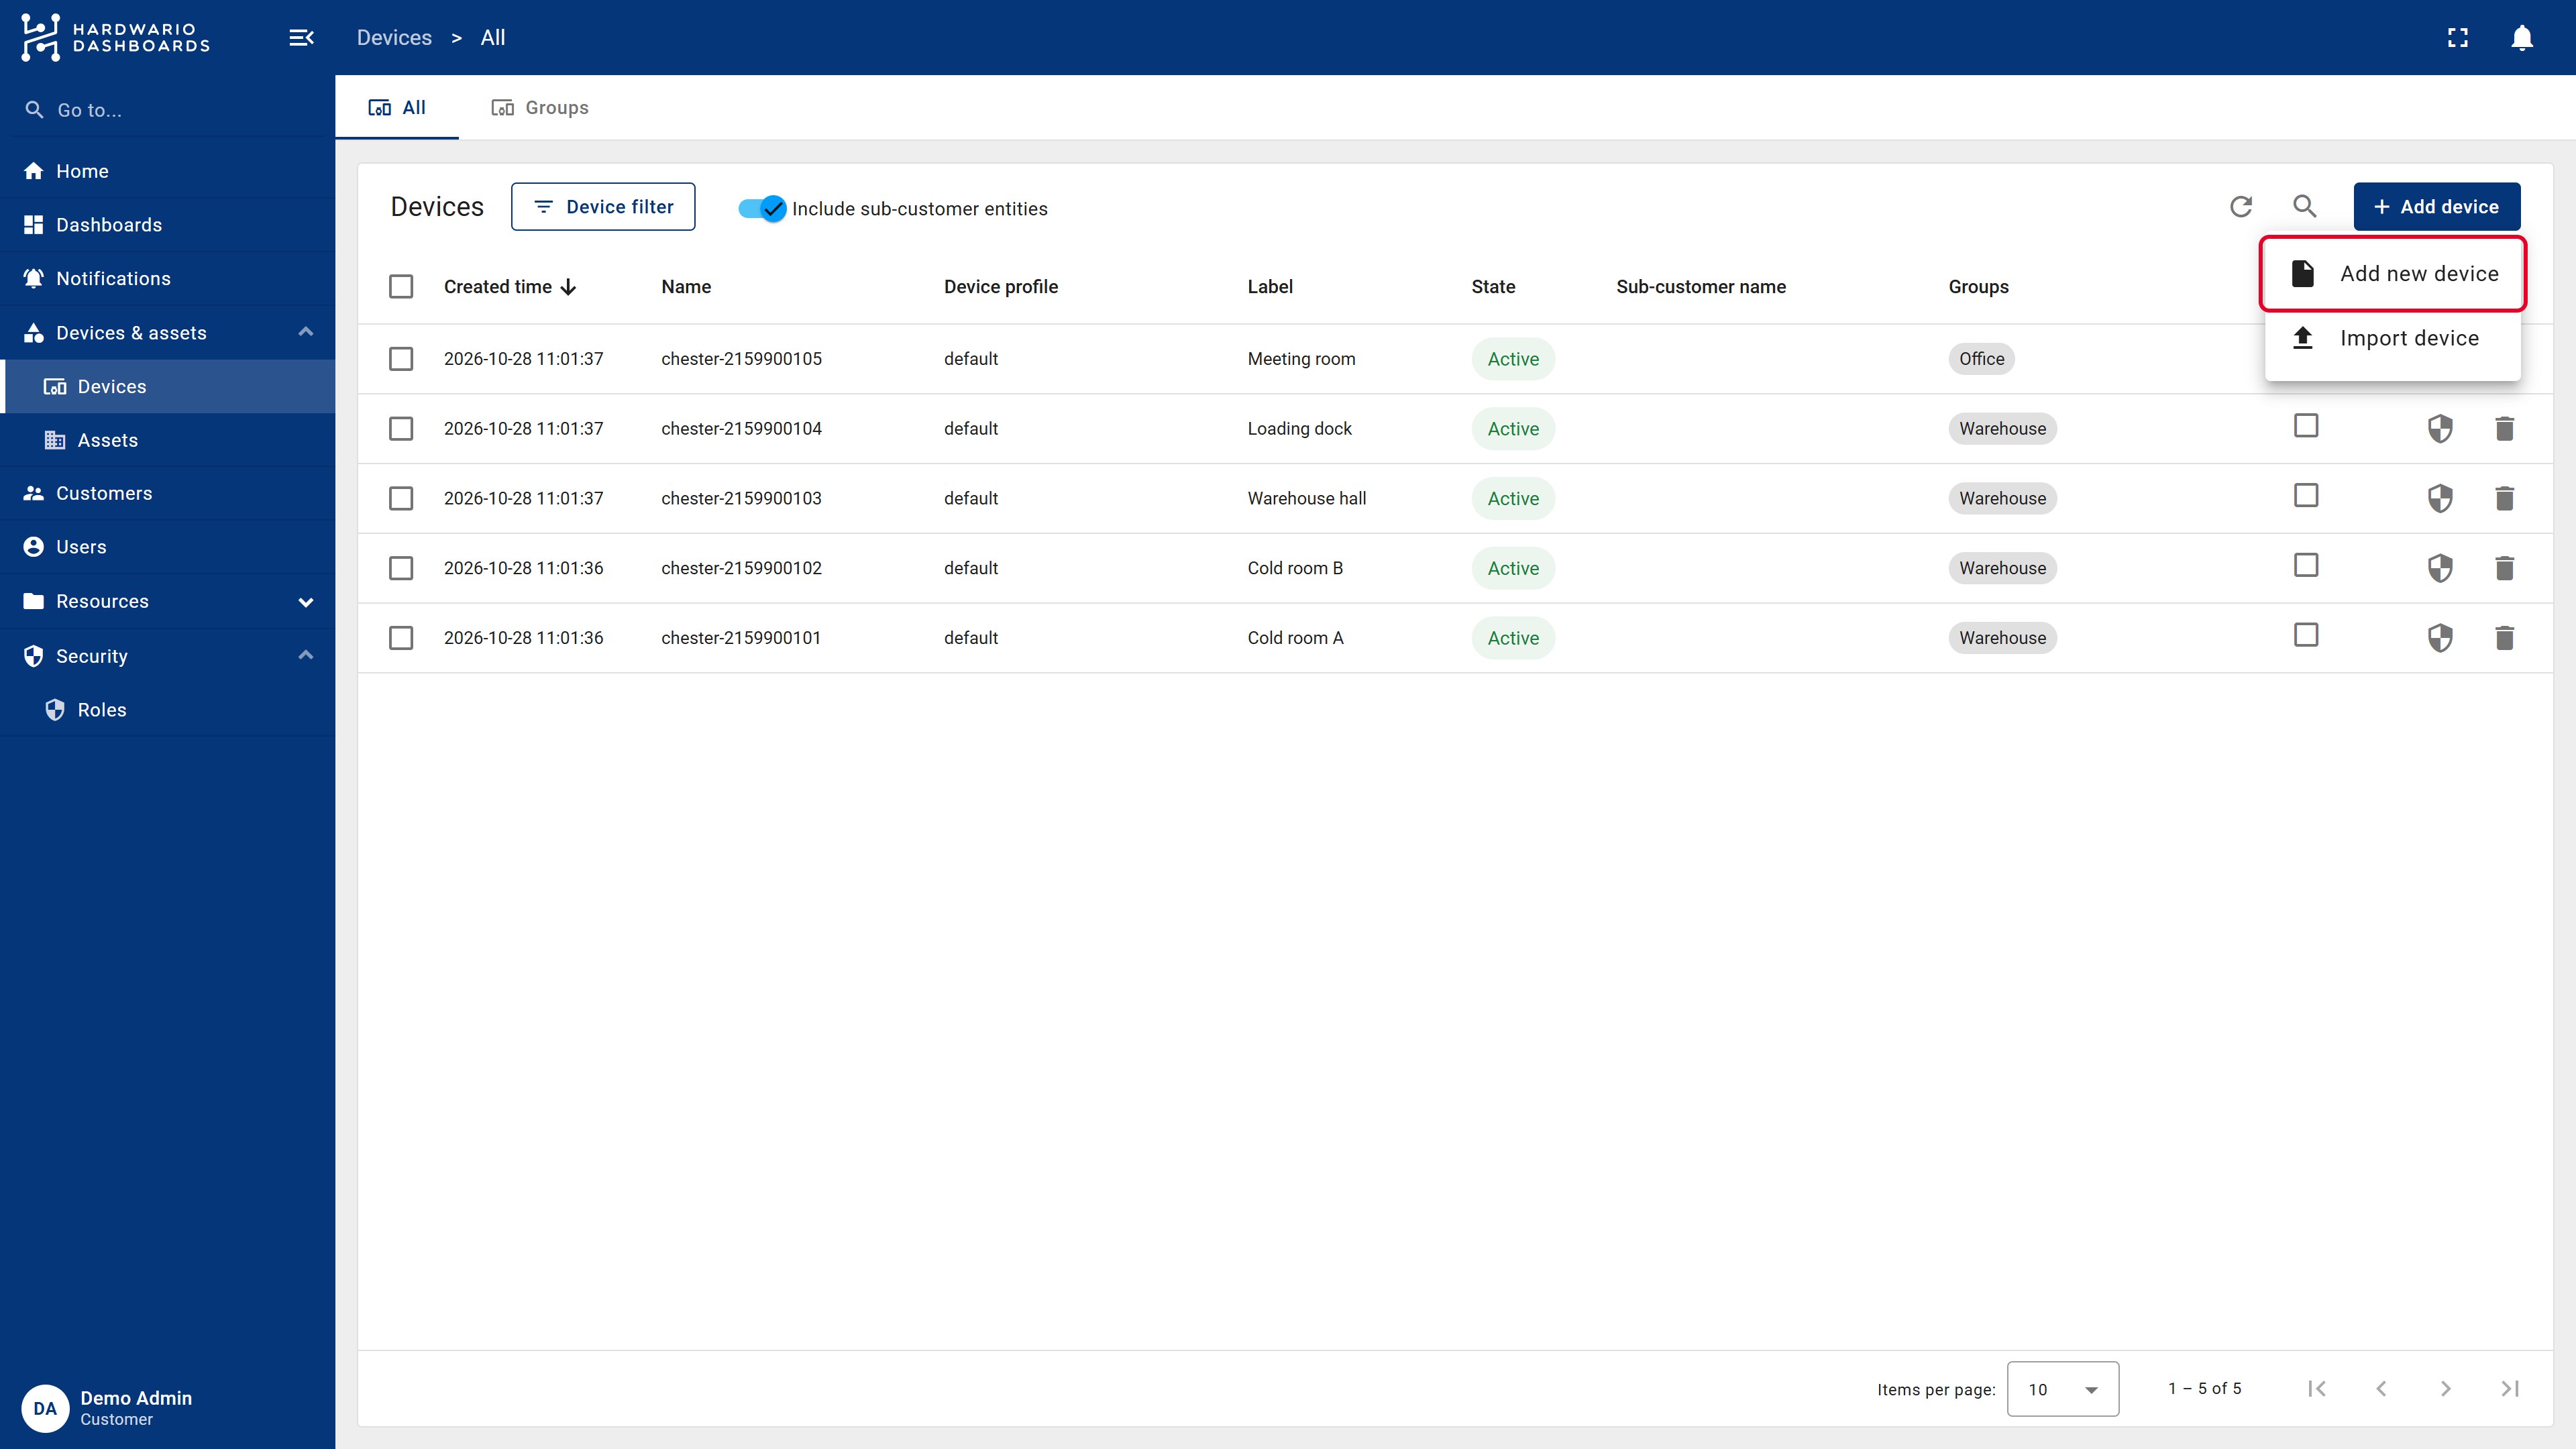 HARDWARIO
DASHBOARDS
Devices > All
Go to...
Home
Dashboards
Notifications
Devices & assets
Devices
Assets
Customers
Users
Resources
Security
Roles
DA
Demo Admin
Customer
All
Groups
Devices
Device filter
Include sub-customer entities
+ Add device
Add new device
Import device
Created time Name Device profile Label State Sub-customer name Groups
2026-10-28 11:01:37 chester-2159900105 default Meeting room Active Office
2026-10-28 11:01:37 chester-2159900104 default Loading dock Active Warehouse
2026-10-28 11:01:37 chester-2159900103 default Warehouse hall Active Warehouse
2026-10-28 11:01:36 chester-2159900102 default Cold room B Active Warehouse
2026-10-28 11:01:36 chester-2159900101 default Cold room A Active Warehouse
Items per page: 10 1 – 5 of 5